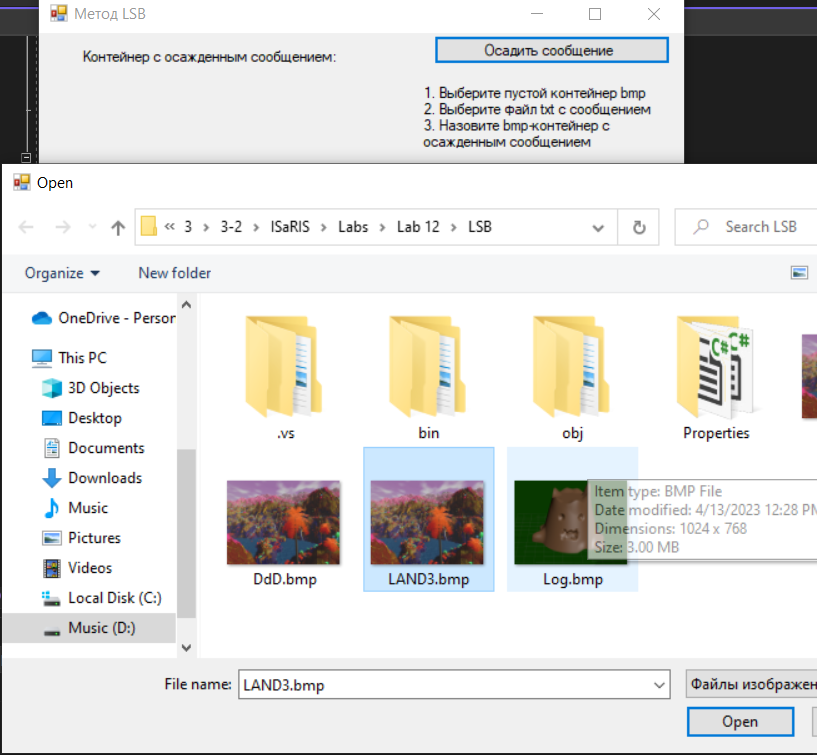 Метод LSB
Контейнер с осажденным сообщением:
Осадить сообщение
1. Выберите пустой контейнер bmp
2. Выберите файл txt с сообщением
3. Назовите bmp-контейнер с
осажденным сообщением
Open
« 3 › 3-2 › ISaRIS › Labs › Lab 12 › LSB
Search LSB
Organize
New folder
OneDrive - Person
This PC
3D Objects
Desktop
Documents
Downloads
Music
Pictures
Videos
Local Disk (C:)
Music (D:)
.vs
bin
obj
C# C#
Properties
DdD.bmp
LAND3.bmp
Log.bmp
Item type: BMP File
Date modified: 4/13/2023 12:28 PM
Dimensions: 1024 x 768
Size: 3.00 MB
File name:
LAND3.bmp
Файлы изображен
Open